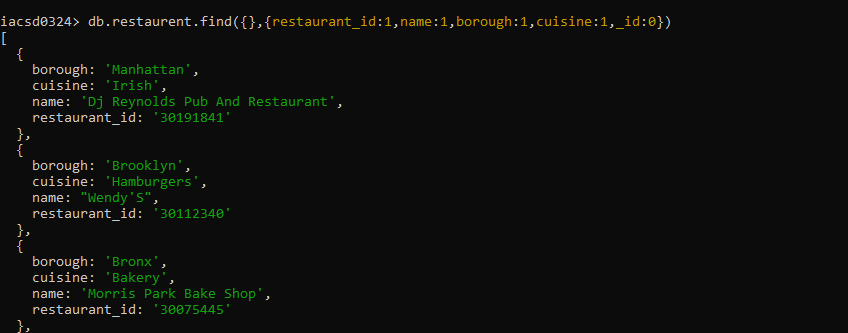 iacsd0324> db.restaurent.find({},{restaurant_id:1,name:1,borough:1,cuisine:1,_id:0})
[
  {
    borough: 'Manhattan',
    cuisine: 'Irish',
    name: 'Dj Reynolds Pub And Restaurant',
    restaurant_id: '30191841'
  },
  {
    borough: 'Brooklyn',
    cuisine: 'Hamburgers',
    name: "Wendy'S",
    restaurant_id: '30112340'
  },
  {
    borough: 'Bronx',
    cuisine: 'Bakery',
    name: 'Morris Park Bake Shop',
    restaurant_id: '30075445'
  },